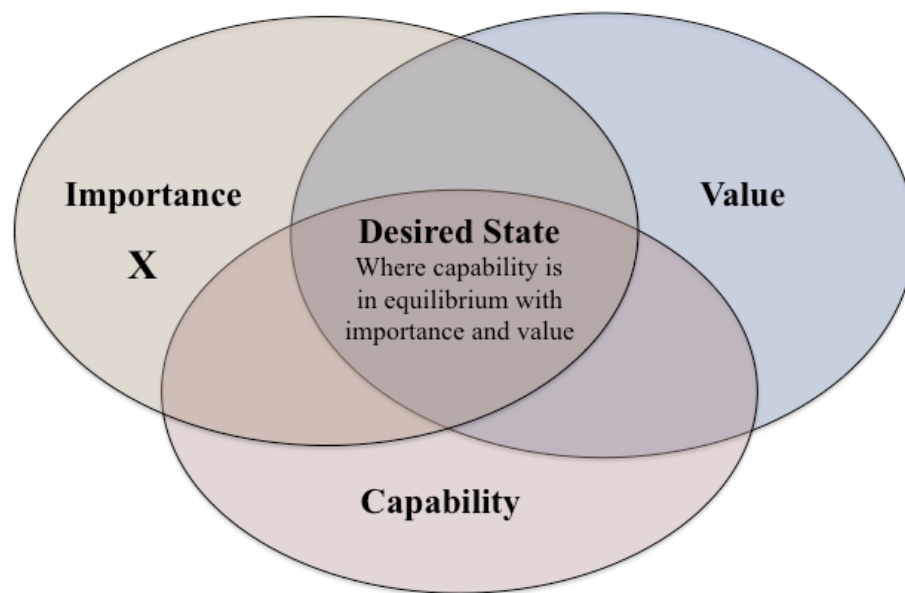 Importance
Value
X
Desired State
Where capability is
in equilibrium with
importance and value
Capability